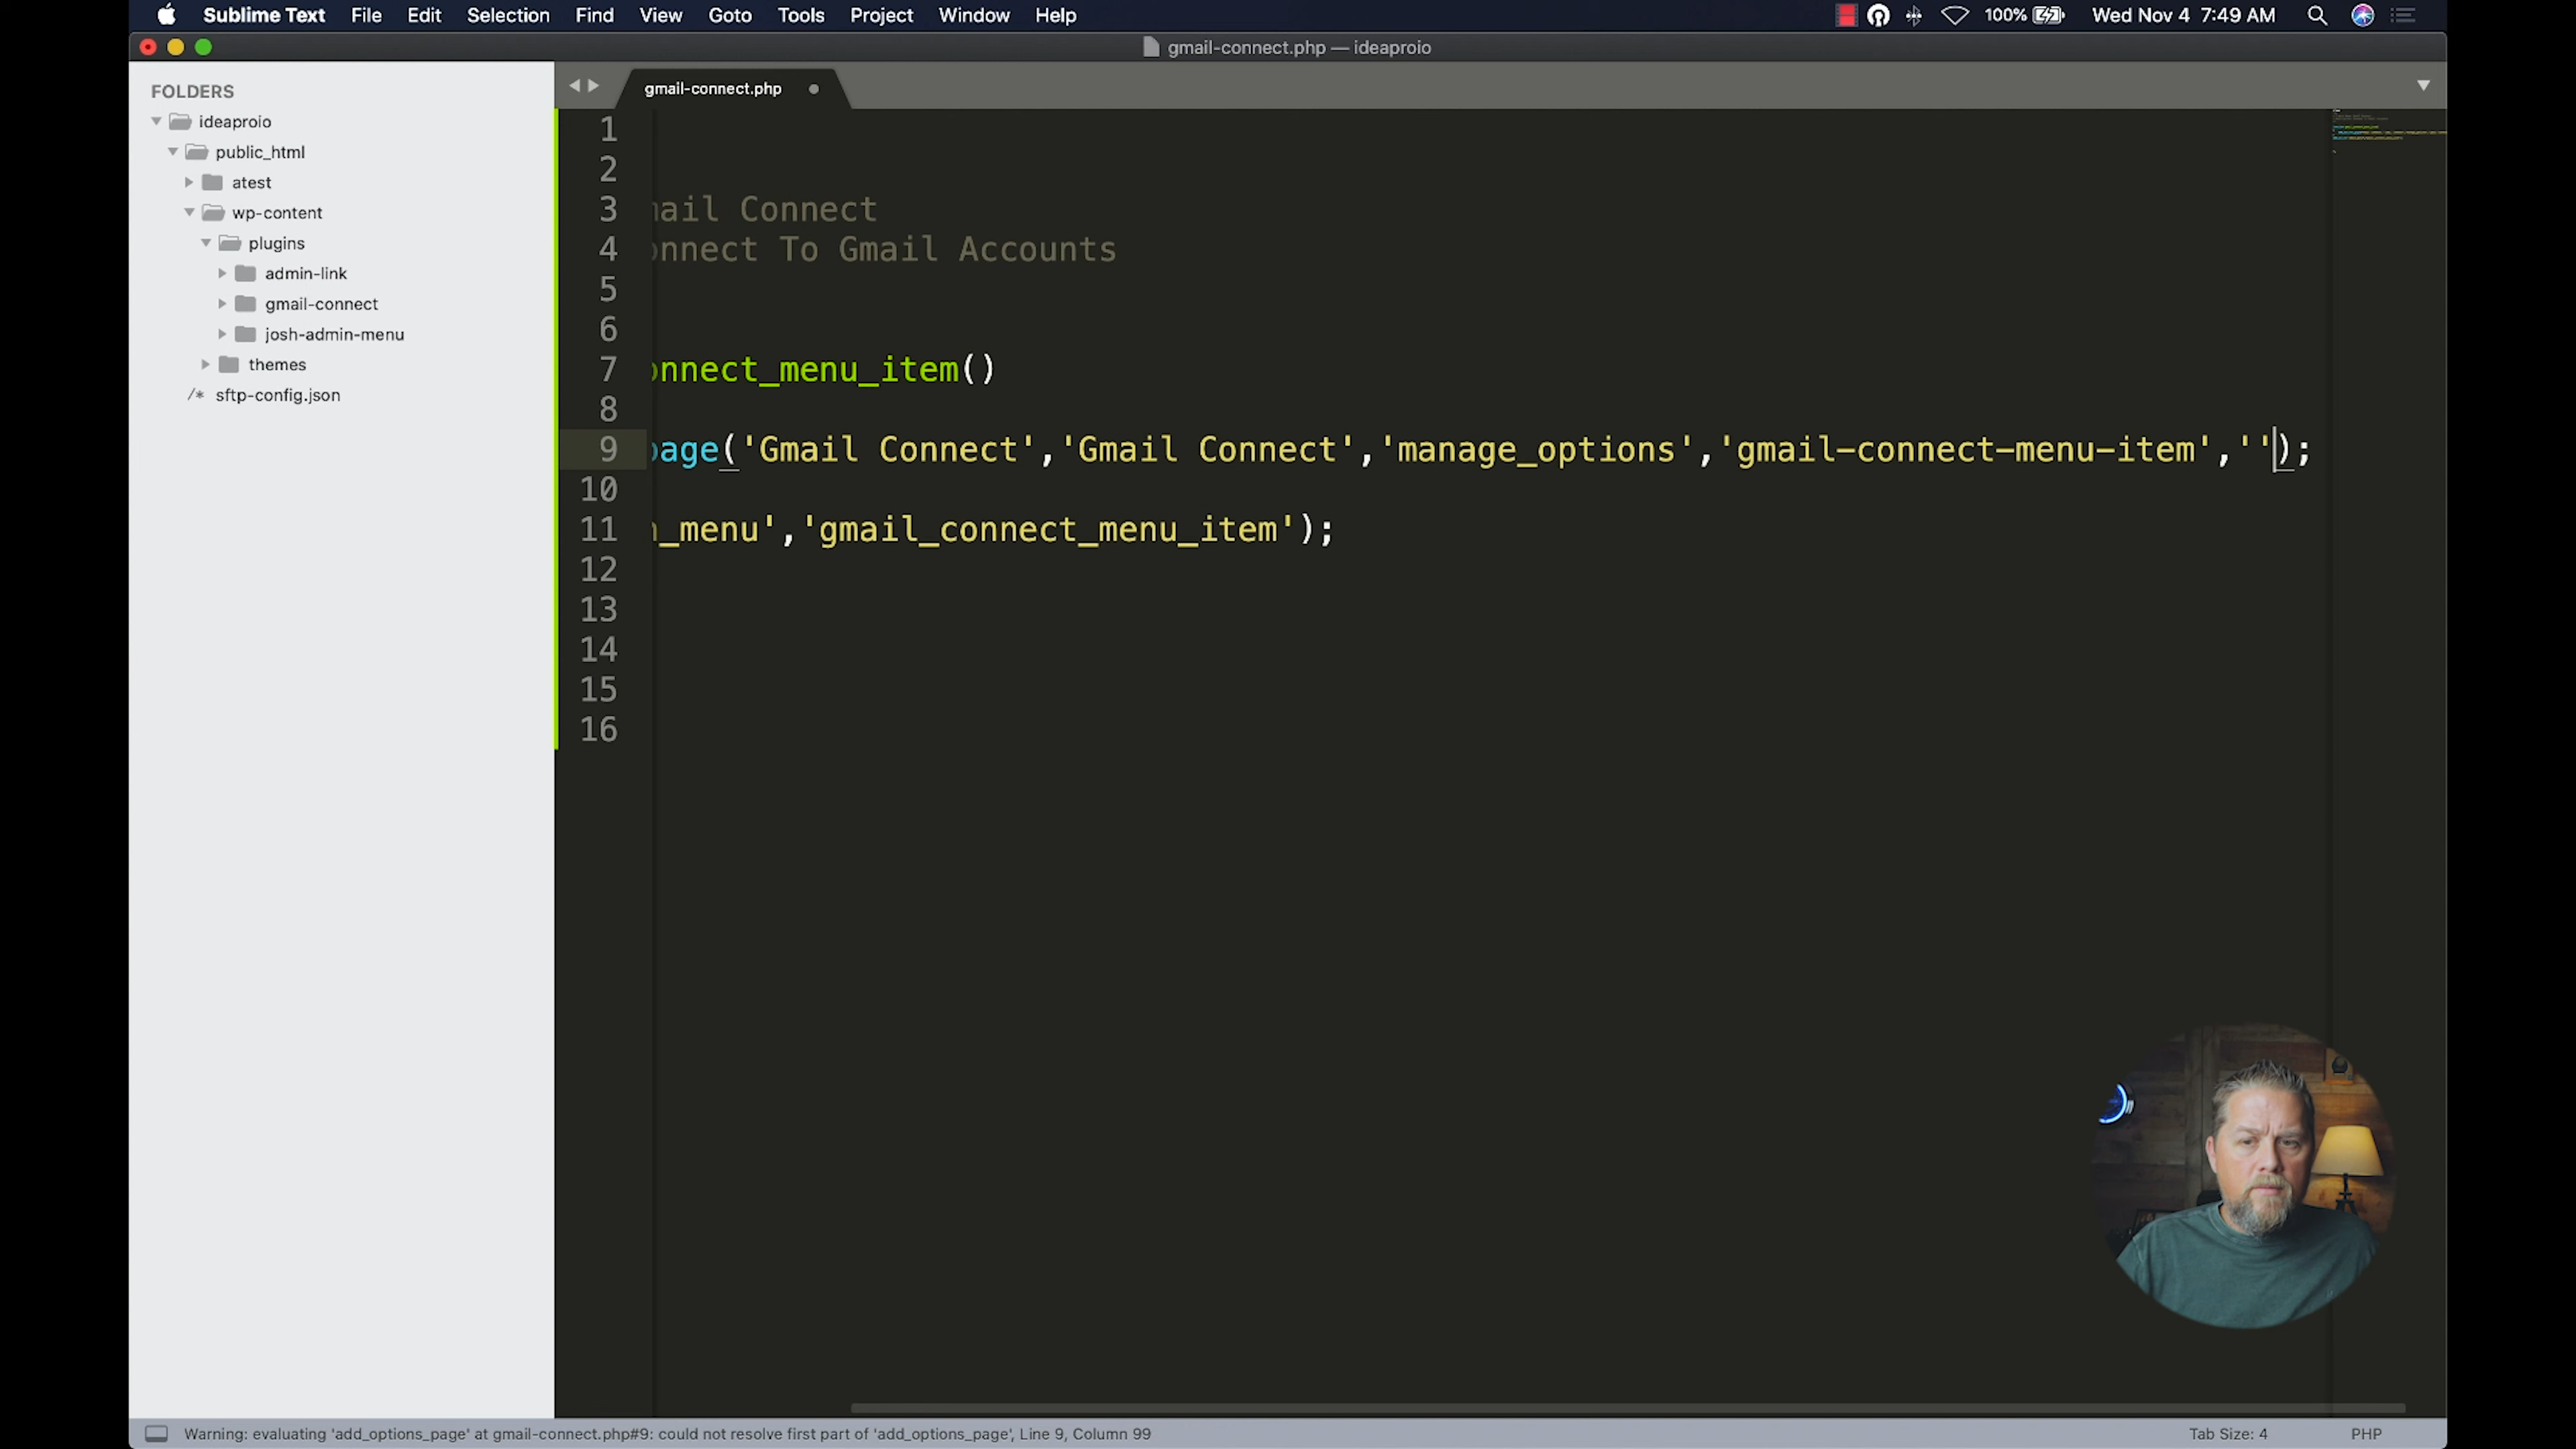 Sublime Text File Edit Selection Find View Goto Tools Project Window Help 100% Wed Nov 4 7:49 AM
gmail-connect.php — ideaproio
FOLDERS
ideaproio
public_html
atest
wp-content
plugins
admin-link
gmail-connect
josh-admin-menu
themes
/* sftp-config.json
gmail-connect.php
1
2
3 mail Connect
4 onnect To Gmail Accounts
5
6
7 onnect_menu_item()
8
9 page('Gmail Connect','Gmail Connect','manage_options','gmail-connect-menu-item','');
10
11 n_menu','gmail_connect_menu_item');
12
13
14
15
16
Warning: evaluating 'add_options_page' at gmail-connect.php#9: could not resolve first part of 'add_options_page', Line 9, Column 99 Tab Size: 4 PHP